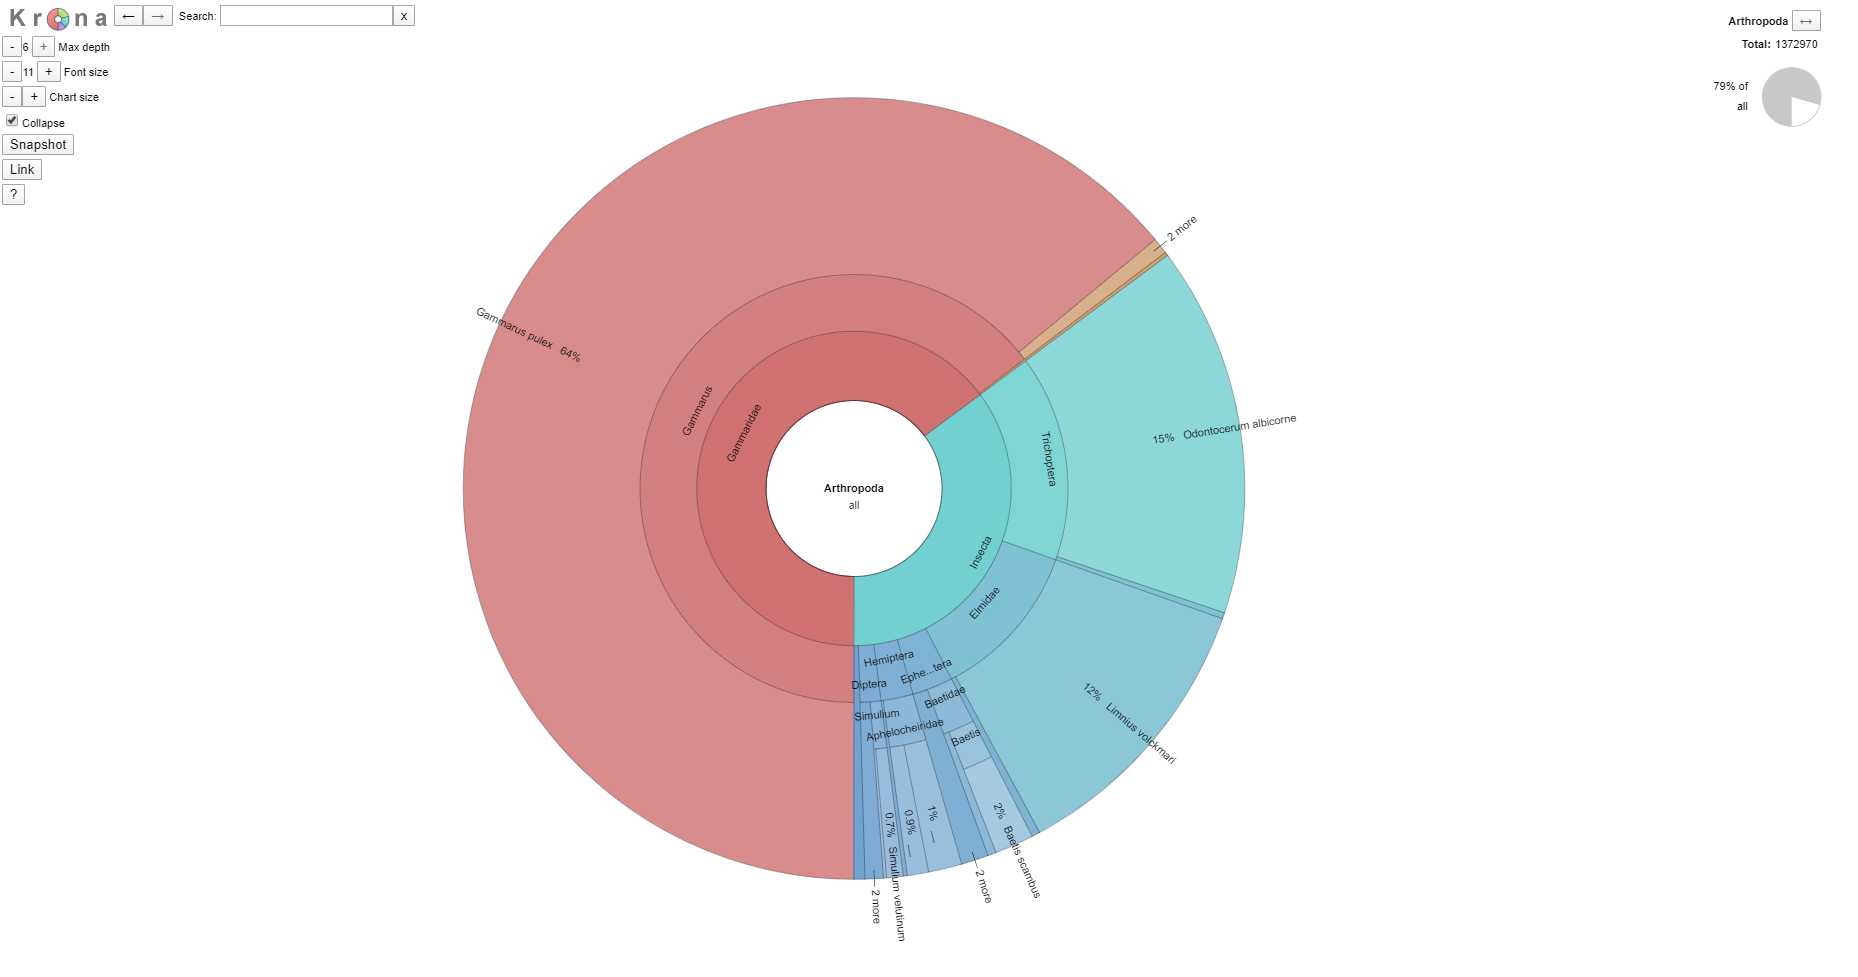 Krona ← → Search: x
- 6 + Max depth
- 11 + Font size
- + Chart size
Collapse
Snapshot
Link
?
Arthropoda ↔
Total: 1372970
79% of
all
2 more
Gammarus pulex 64%
Gammarus
Gammaridae
Arthropoda
all
Insecta
Trichoptera
15% Odontocerum albicorne
Elmidae
12% Limnius volckmari
Hemiptera
Ephe...tera
Diptera
Baetidae
Simulium
Aphelocheiridae
Baetis
2% Baetis scambus
1%
0.9%
0.7% Simulium velutinum
2 more
2 more